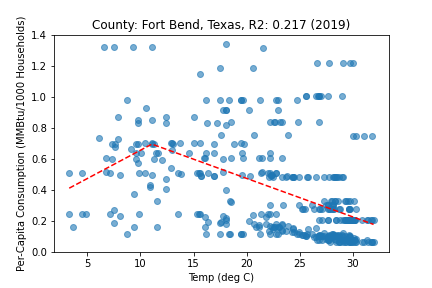 County: Fort Bend, Texas, R2: 0.217 (2019)
Per-Capita Consumption (MMBtu/1000 Households)
1.4
1.2
1.0
0.8
0.6
0.4
0.2
0.0
5 10 15 20 25 30
Temp (deg C)